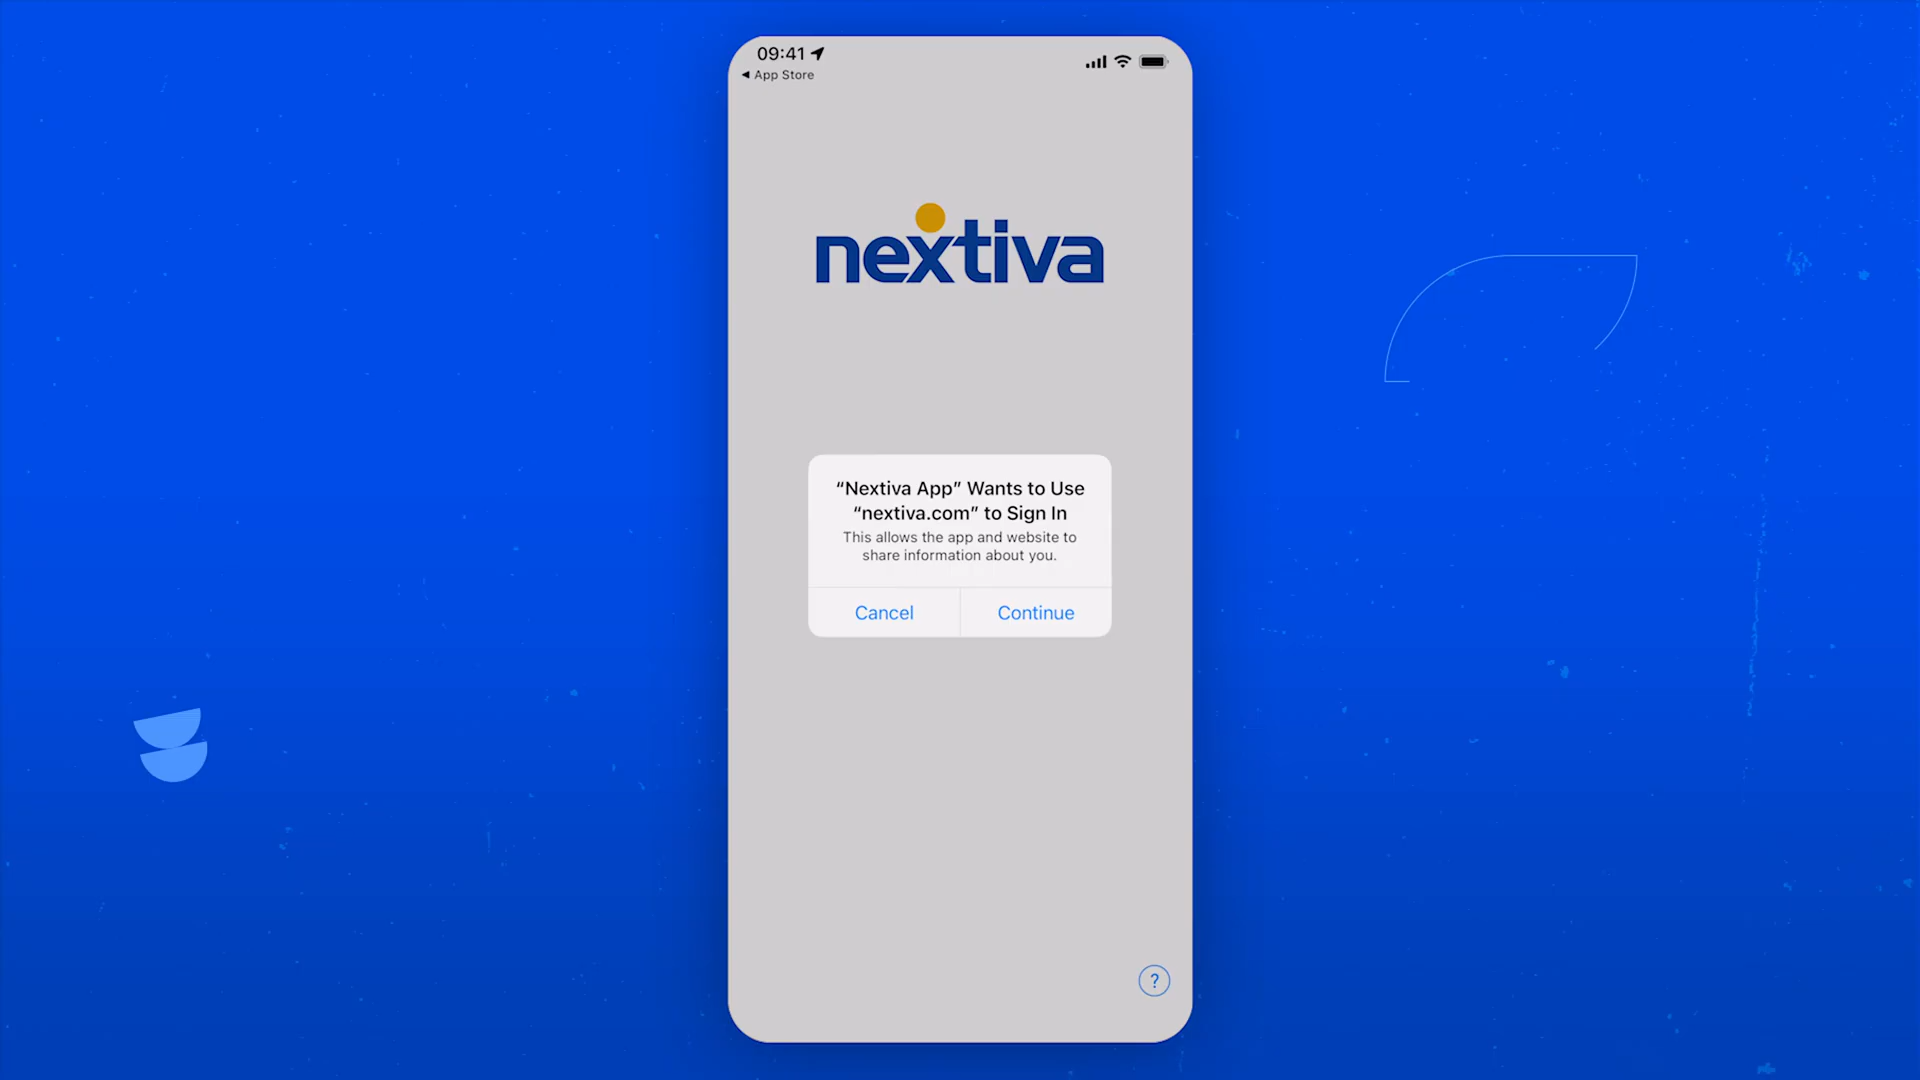 09:41
◀ App Store
nextiva
“Nextiva App” Wants to Use
“nextiva.com” to Sign In
This allows the app and website to
share information about you.
Cancel
Continue
?